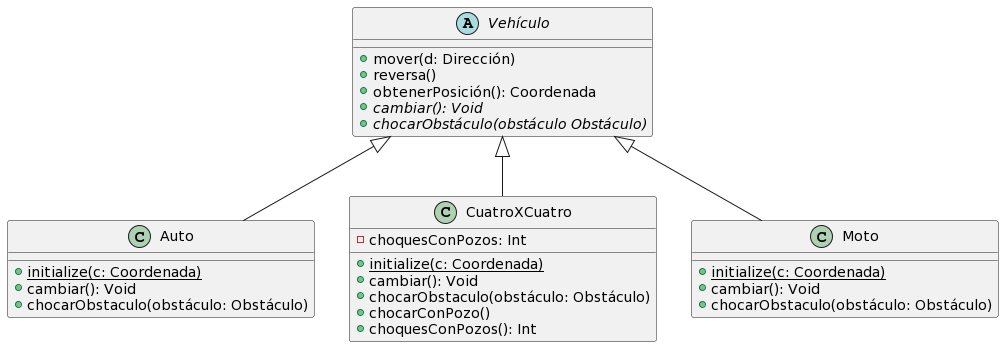 A Vehículo
mover(d: Dirección)
reversa()
obtenerPosición(): Coordenada
cambiar(): Void
chocarObstáculo(obstáculo Obstáculo)
C Auto
initialize(c: Coordenada)
cambiar(): Void
chocarObstaculo(obstáculo: Obstáculo)
C CuatroXCuatro
choquesConPozos: Int
initialize(c: Coordenada)
cambiar(): Void
chocarObstaculo(obstáculo: Obstáculo)
chocarConPozo()
choquesConPozos(): Int
C Moto
initialize(c: Coordenada)
cambiar(): Void
chocarObstaculo(obstáculo: Obstáculo)